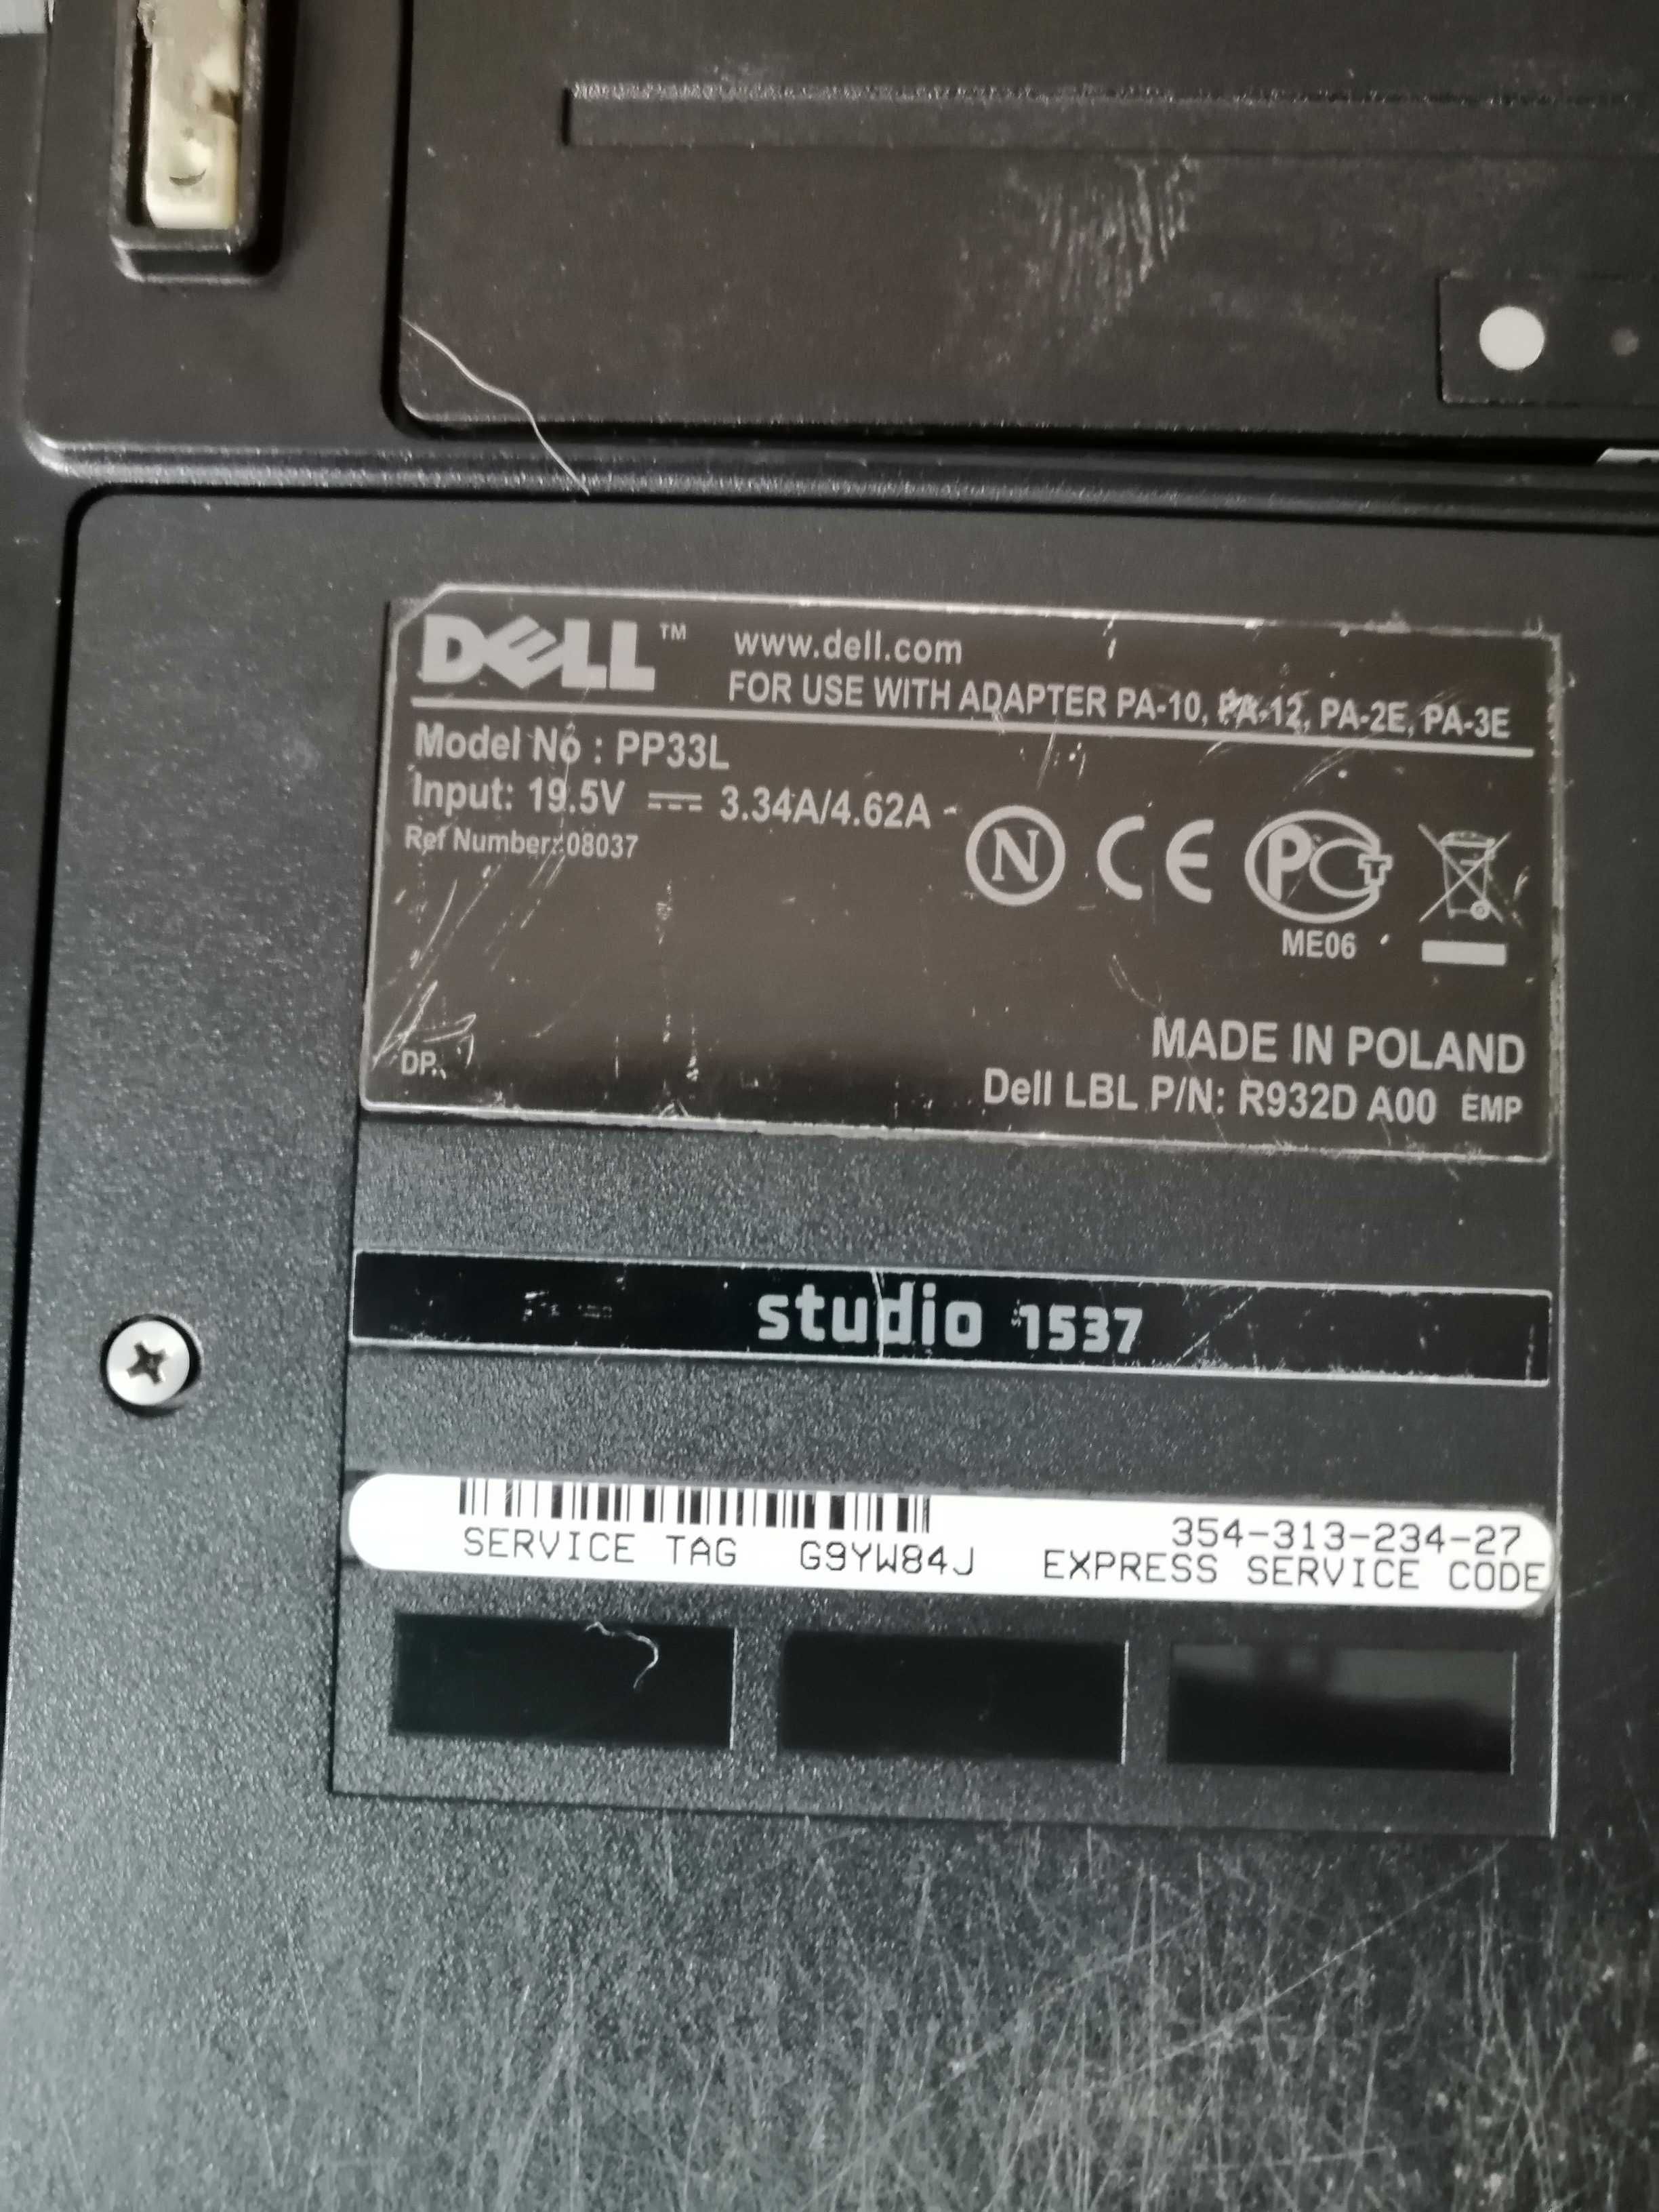 DELL™
www.dell.com
FOR USE WITH ADAPTER PA-10, PA-12, PA-2E, PA-3E
Model No : PP33L
Input: 19.5V ⎓ 3.34A/4.62A
Ref Number: 08037
N CE PCT
ME06
MADE IN POLAND
DP.
Dell LBL P/N: R932D A00 EMP
studio 1537
354-313-234-27
SERVICE TAG G9YW84J EXPRESS SERVICE CODE